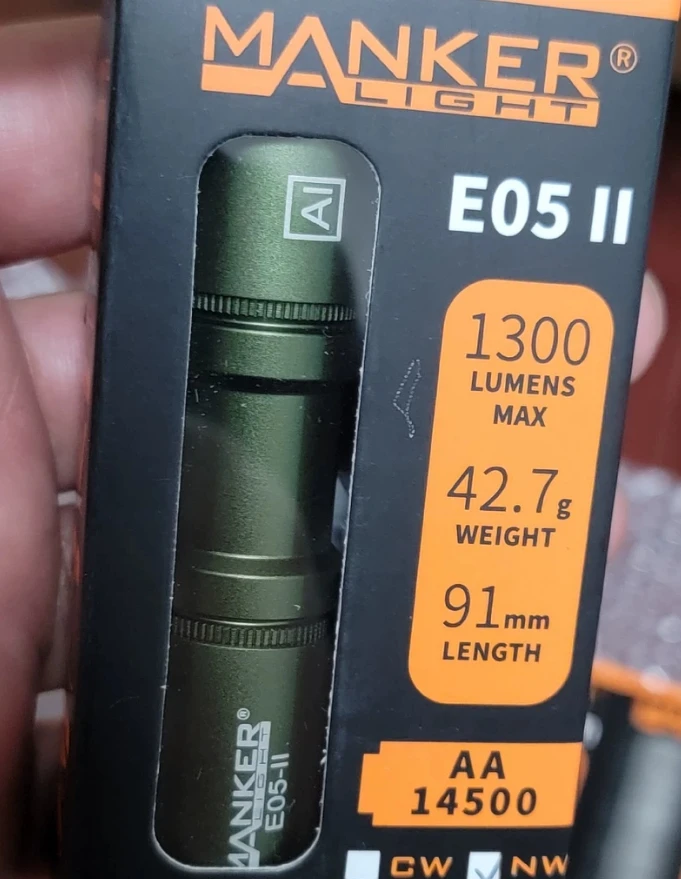 MANKER®
LIGHT
E05 II
AI
1300
LUMENS
MAX
42.7g
WEIGHT
91mm
LENGTH
MANKER®
LIGHT
E05-II
AA
14500
CW NW